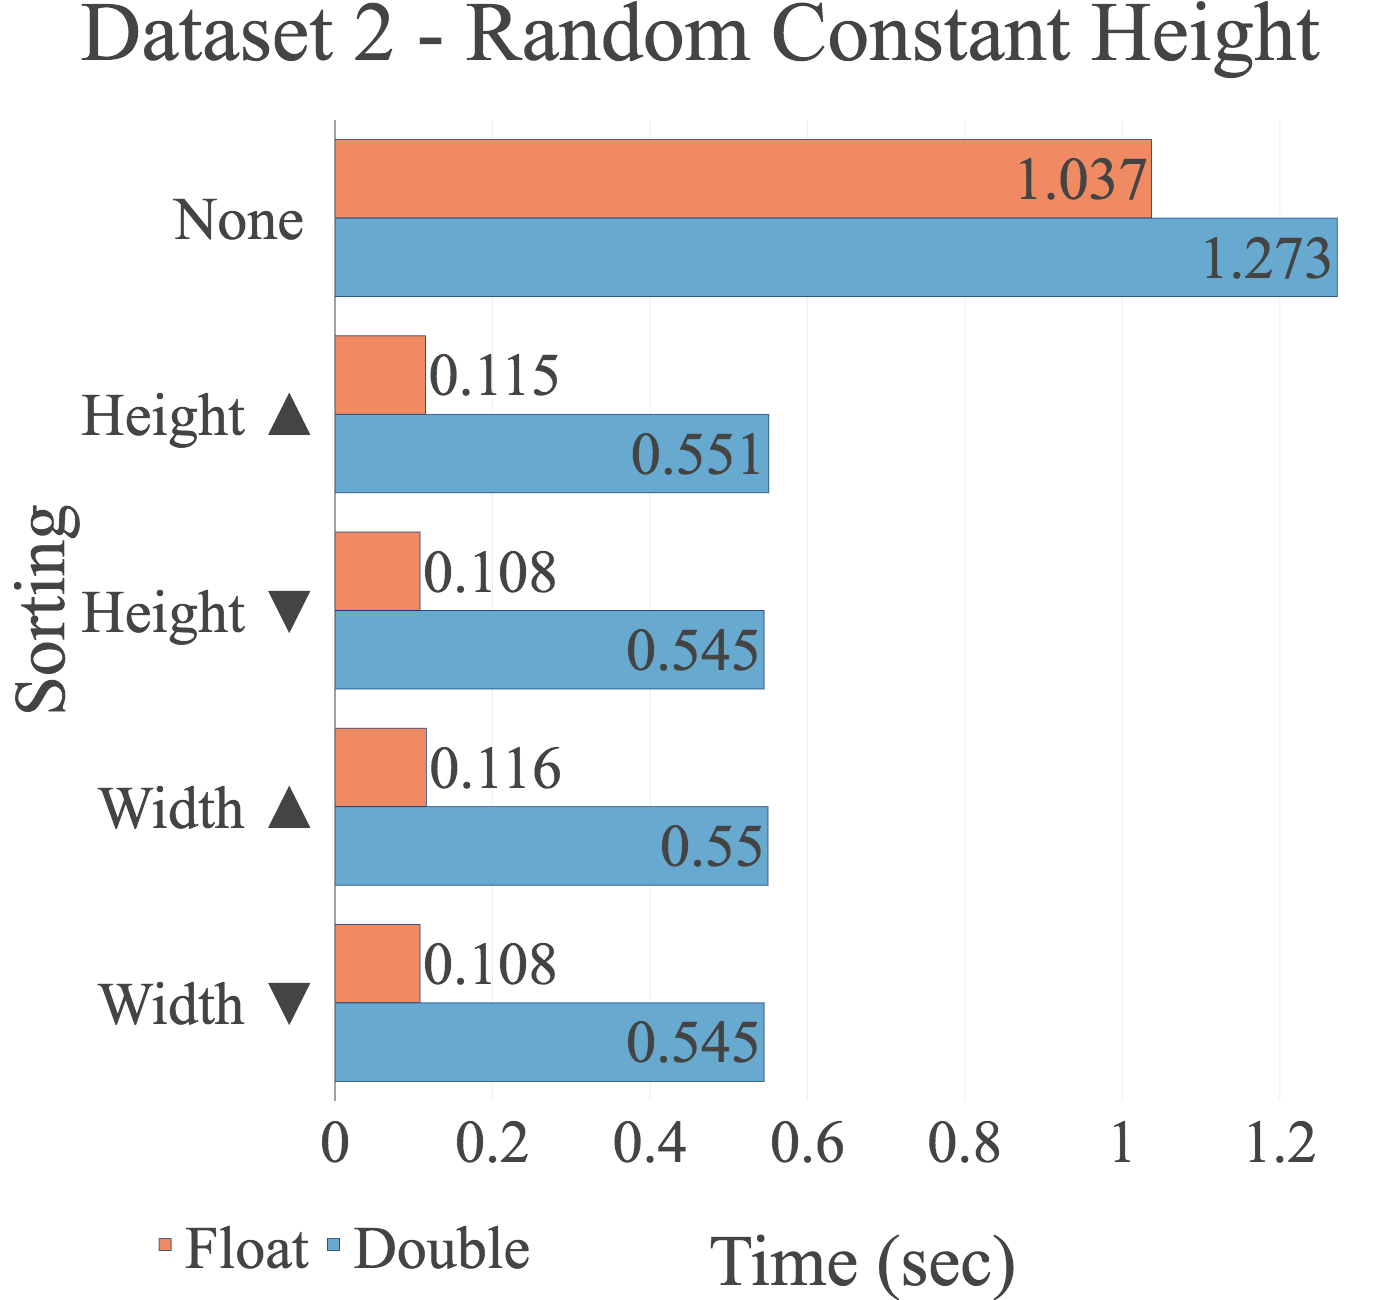 Dataset 2 - Random Constant Height
Sorting
None
1.037
1.273
Height ▲
0.115
0.551
Height ▼
0.108
0.545
Width ▲
0.116
0.55
Width ▼
0.108
0.545
0 0.2 0.4 0.6 0.8 1 1.2
Float Double
Time (sec)